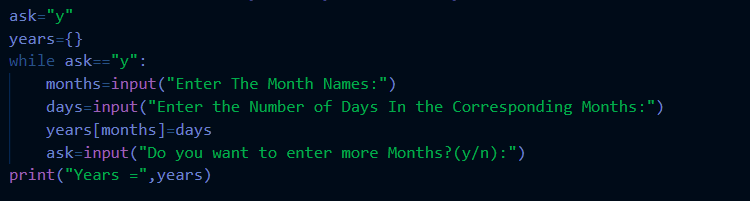 ask="y"
years={}
while ask=="y":
    months=input("Enter The Month Names:")
    days=input("Enter the Number of Days In the Corresponding Months:")
    years[months]=days
    ask=input("Do you want to enter more Months?(y/n):")
print("Years =",years)